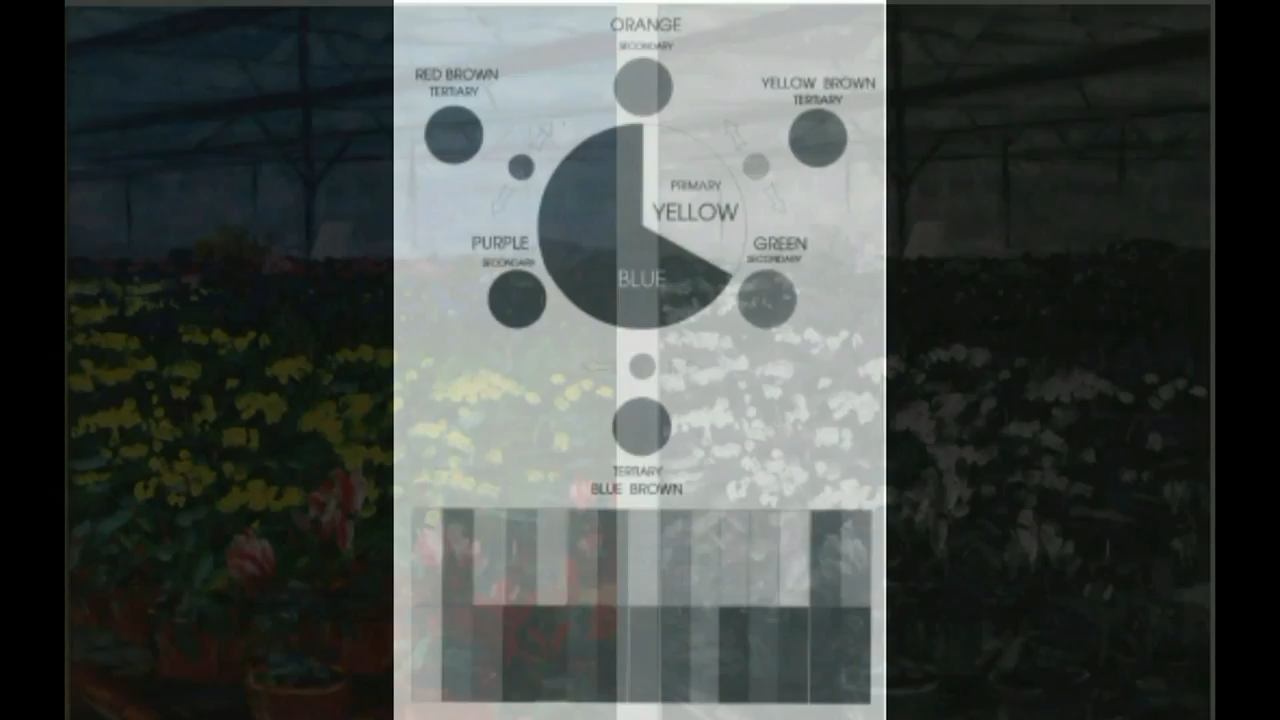 ORANGE
SECONDARY
RED BROWN
TERTIARY
YELLOW BROWN
TERTIARY
PRIMARY
YELLOW
PURPLE
SECONDARY
GREEN
SECONDARY
BLUE
TERTIARY
BLUE BROWN